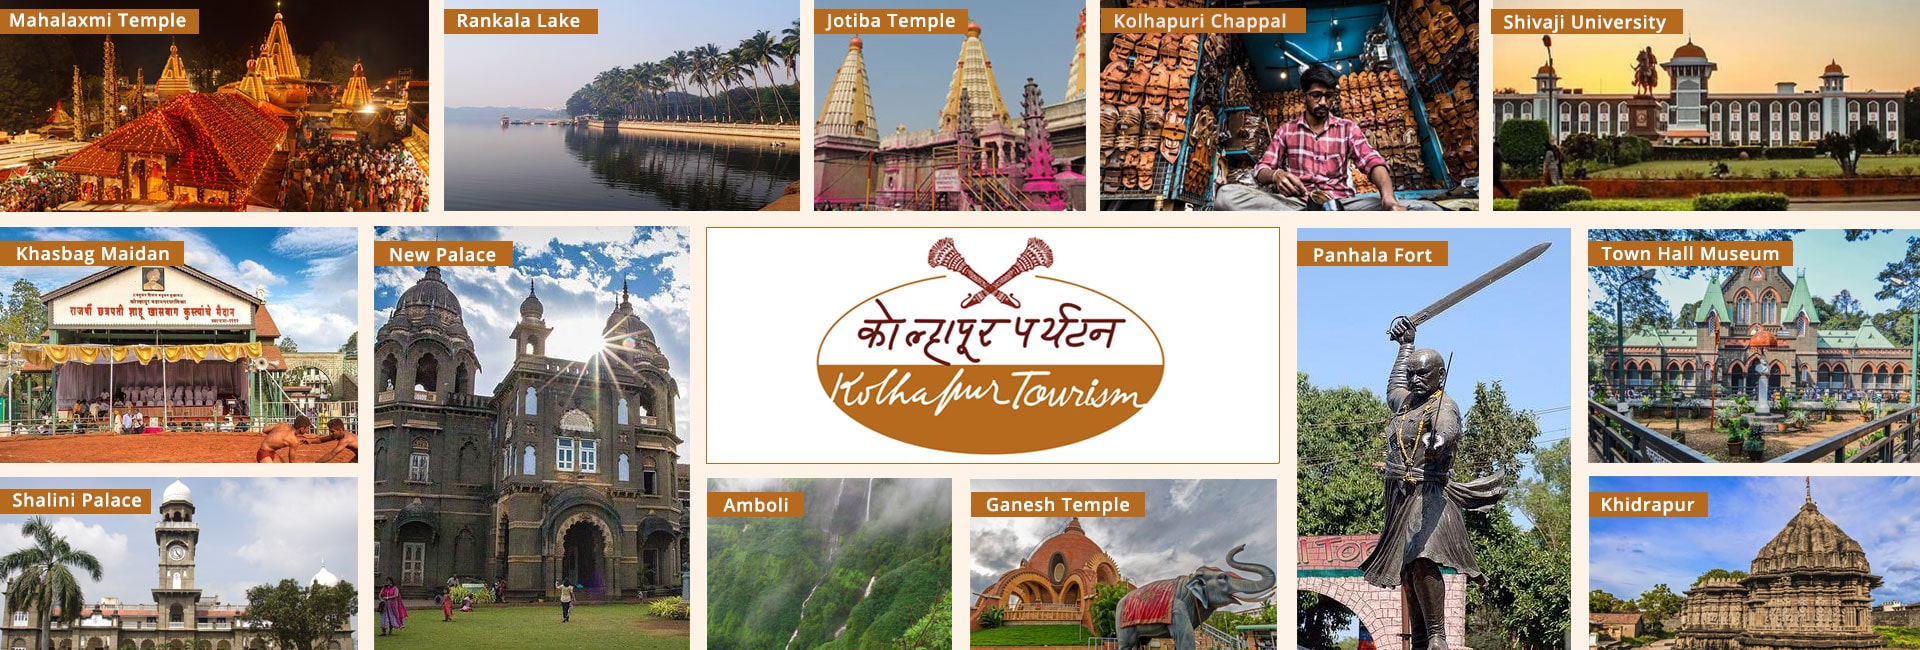 Mahalaxmi Temple
Rankala Lake
Jotiba Temple
Kolhapuri Chappal
Shivaji University
Khasbag Maidan
राजर्षी छत्रपती शाहू खासबाग कुस्त्यांचे मैदान
New Palace
कोल्हापूर पर्यटन
Kolhapur Tourism
Panhala Fort
Town Hall Museum
Shalini Palace
Amboli
Ganesh Temple
Khidrapur